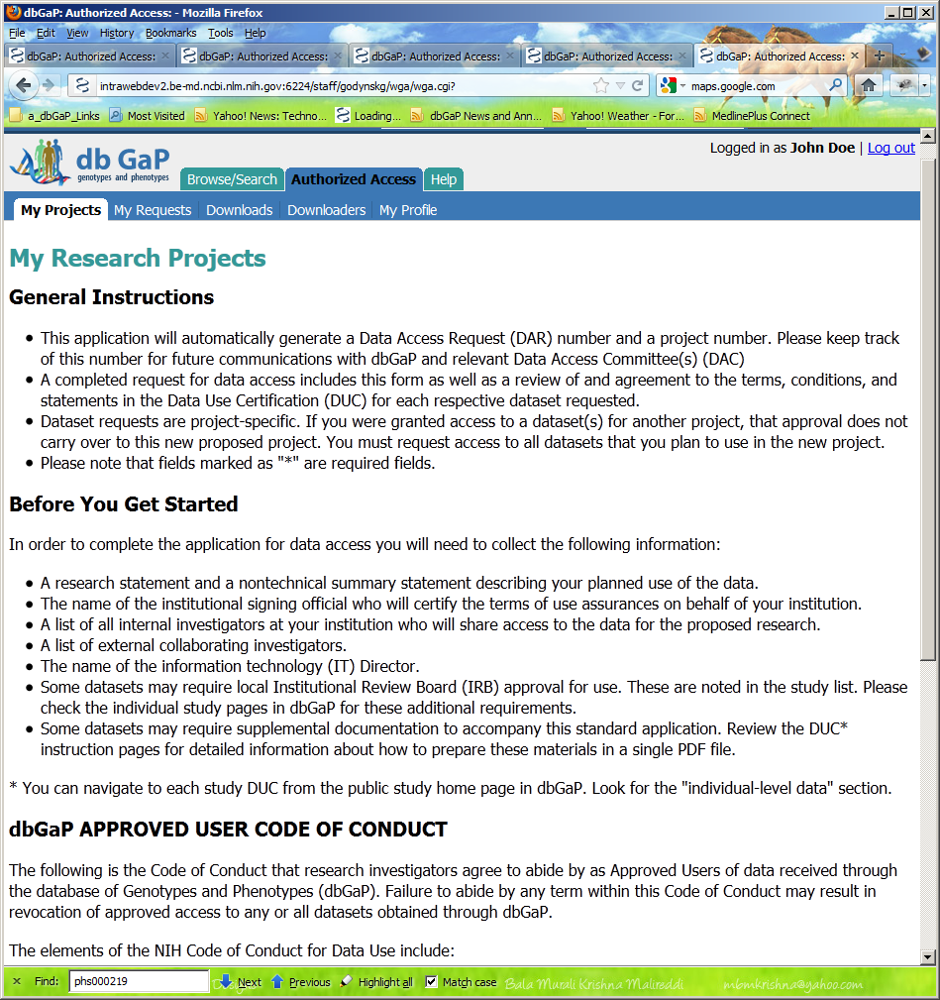 dbGaP: Authorized Access: - Mozilla Firefox
File Edit View History Bookmarks Tools Help
dbGaP: Authorized Access: dbGaP: Authorized Access: dbGaP: Authorized Access: dbGaP: Authorized Access: dbGaP: Authorized Access:
intrawebdev2.be-md.ncbi.nlm.nih.gov:6224/staff/godynskg/wga/wga.cgi? maps.google.com
a_dbGaP_Links Most Visited Yahoo! News: Techno... Loading... dbGaP News and Ann... Yahoo! Weather - For... MedlinePlus Connect
Logged in as John Doe | Log out
db GaP
genotypes and phenotypes
Browse/Search Authorized Access Help
My Projects My Requests Downloads Downloaders My Profile
My Research Projects
General Instructions
• This application will automatically generate a Data Access Request (DAR) number and a project number. Please keep track
of this number for future communications with dbGaP and relevant Data Access Committee(s) (DAC)
• A completed request for data access includes this form as well as a review of and agreement to the terms, conditions, and
statements in the Data Use Certification (DUC) for each respective dataset requested.
• Dataset requests are project-specific. If you were granted access to a dataset(s) for another project, that approval does not
carry over to this new proposed project. You must request access to all datasets that you plan to use in the new project.
• Please note that fields marked as "*" are required fields.
Before You Get Started
In order to complete the application for data access you will need to collect the following information:
• A research statement and a nontechnical summary statement describing your planned use of the data.
• The name of the institutional signing official who will certify the terms of use assurances on behalf of your institution.
• A list of all internal investigators at your institution who will share access to the data for the proposed research.
• A list of external collaborating investigators.
• The name of the information technology (IT) Director.
• Some datasets may require local Institutional Review Board (IRB) approval for use. These are noted in the study list. Please
check the individual study pages in dbGaP for these additional requirements.
• Some datasets may require supplemental documentation to accompany this standard application. Review the DUC*
instruction pages for detailed information about how to prepare these materials in a single PDF file.
* You can navigate to each study DUC from the public study home page in dbGaP. Look for the "individual-level data" section.
dbGaP APPROVED USER CODE OF CONDUCT
The following is the Code of Conduct that research investigators agree to abide by as Approved Users of data received through
the database of Genotypes and Phenotypes (dbGaP). Failure to abide by any term within this Code of Conduct may result in
revocation of approved access to any or all datasets obtained through dbGaP.
The elements of the NIH Code of Conduct for Data Use include:
Find: phs000219 Next Previous Highlight all Match case Bala Murali Krishna Malireddi mbmkrishna@yahoo.com